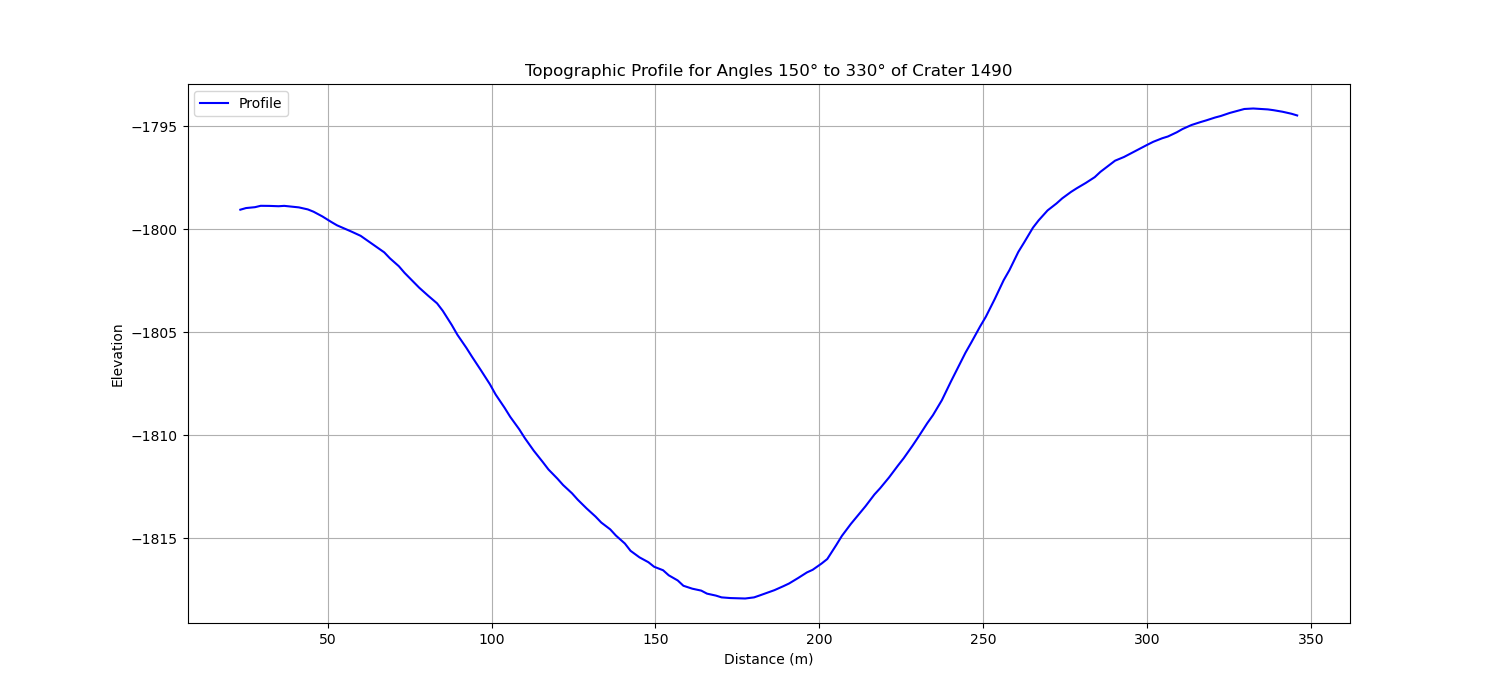 Topographic Profile for Angles 150° to 330° of Crater 1490
Profile
−1795
−1800
−1805
−1810
−1815
Elevation
50 100 150 200 250 300 350
Distance (m)